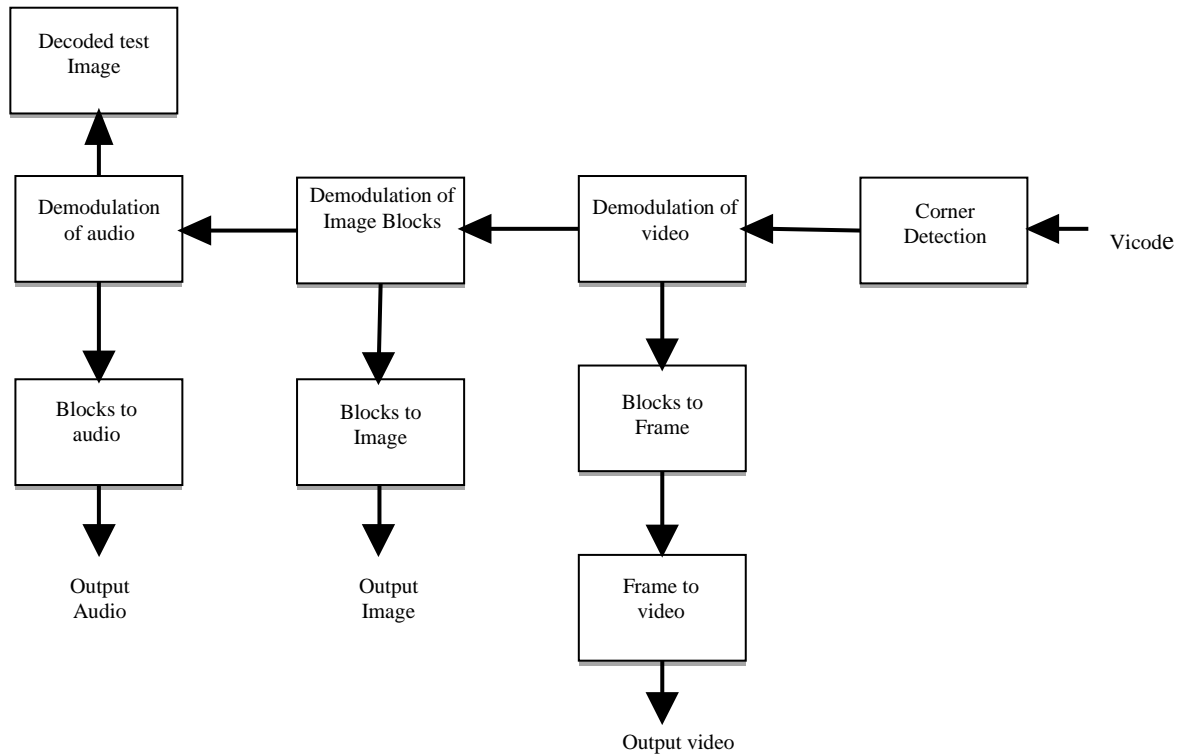 Decoded test
Image
Demodulation
of audio
Demodulation of
Image Blocks
Demodulation of
video
Corner
Detection
Vicode
Blocks to
audio
Blocks to
Image
Blocks to
Frame
Output
Audio
Output
Image
Frame to
video
Output video